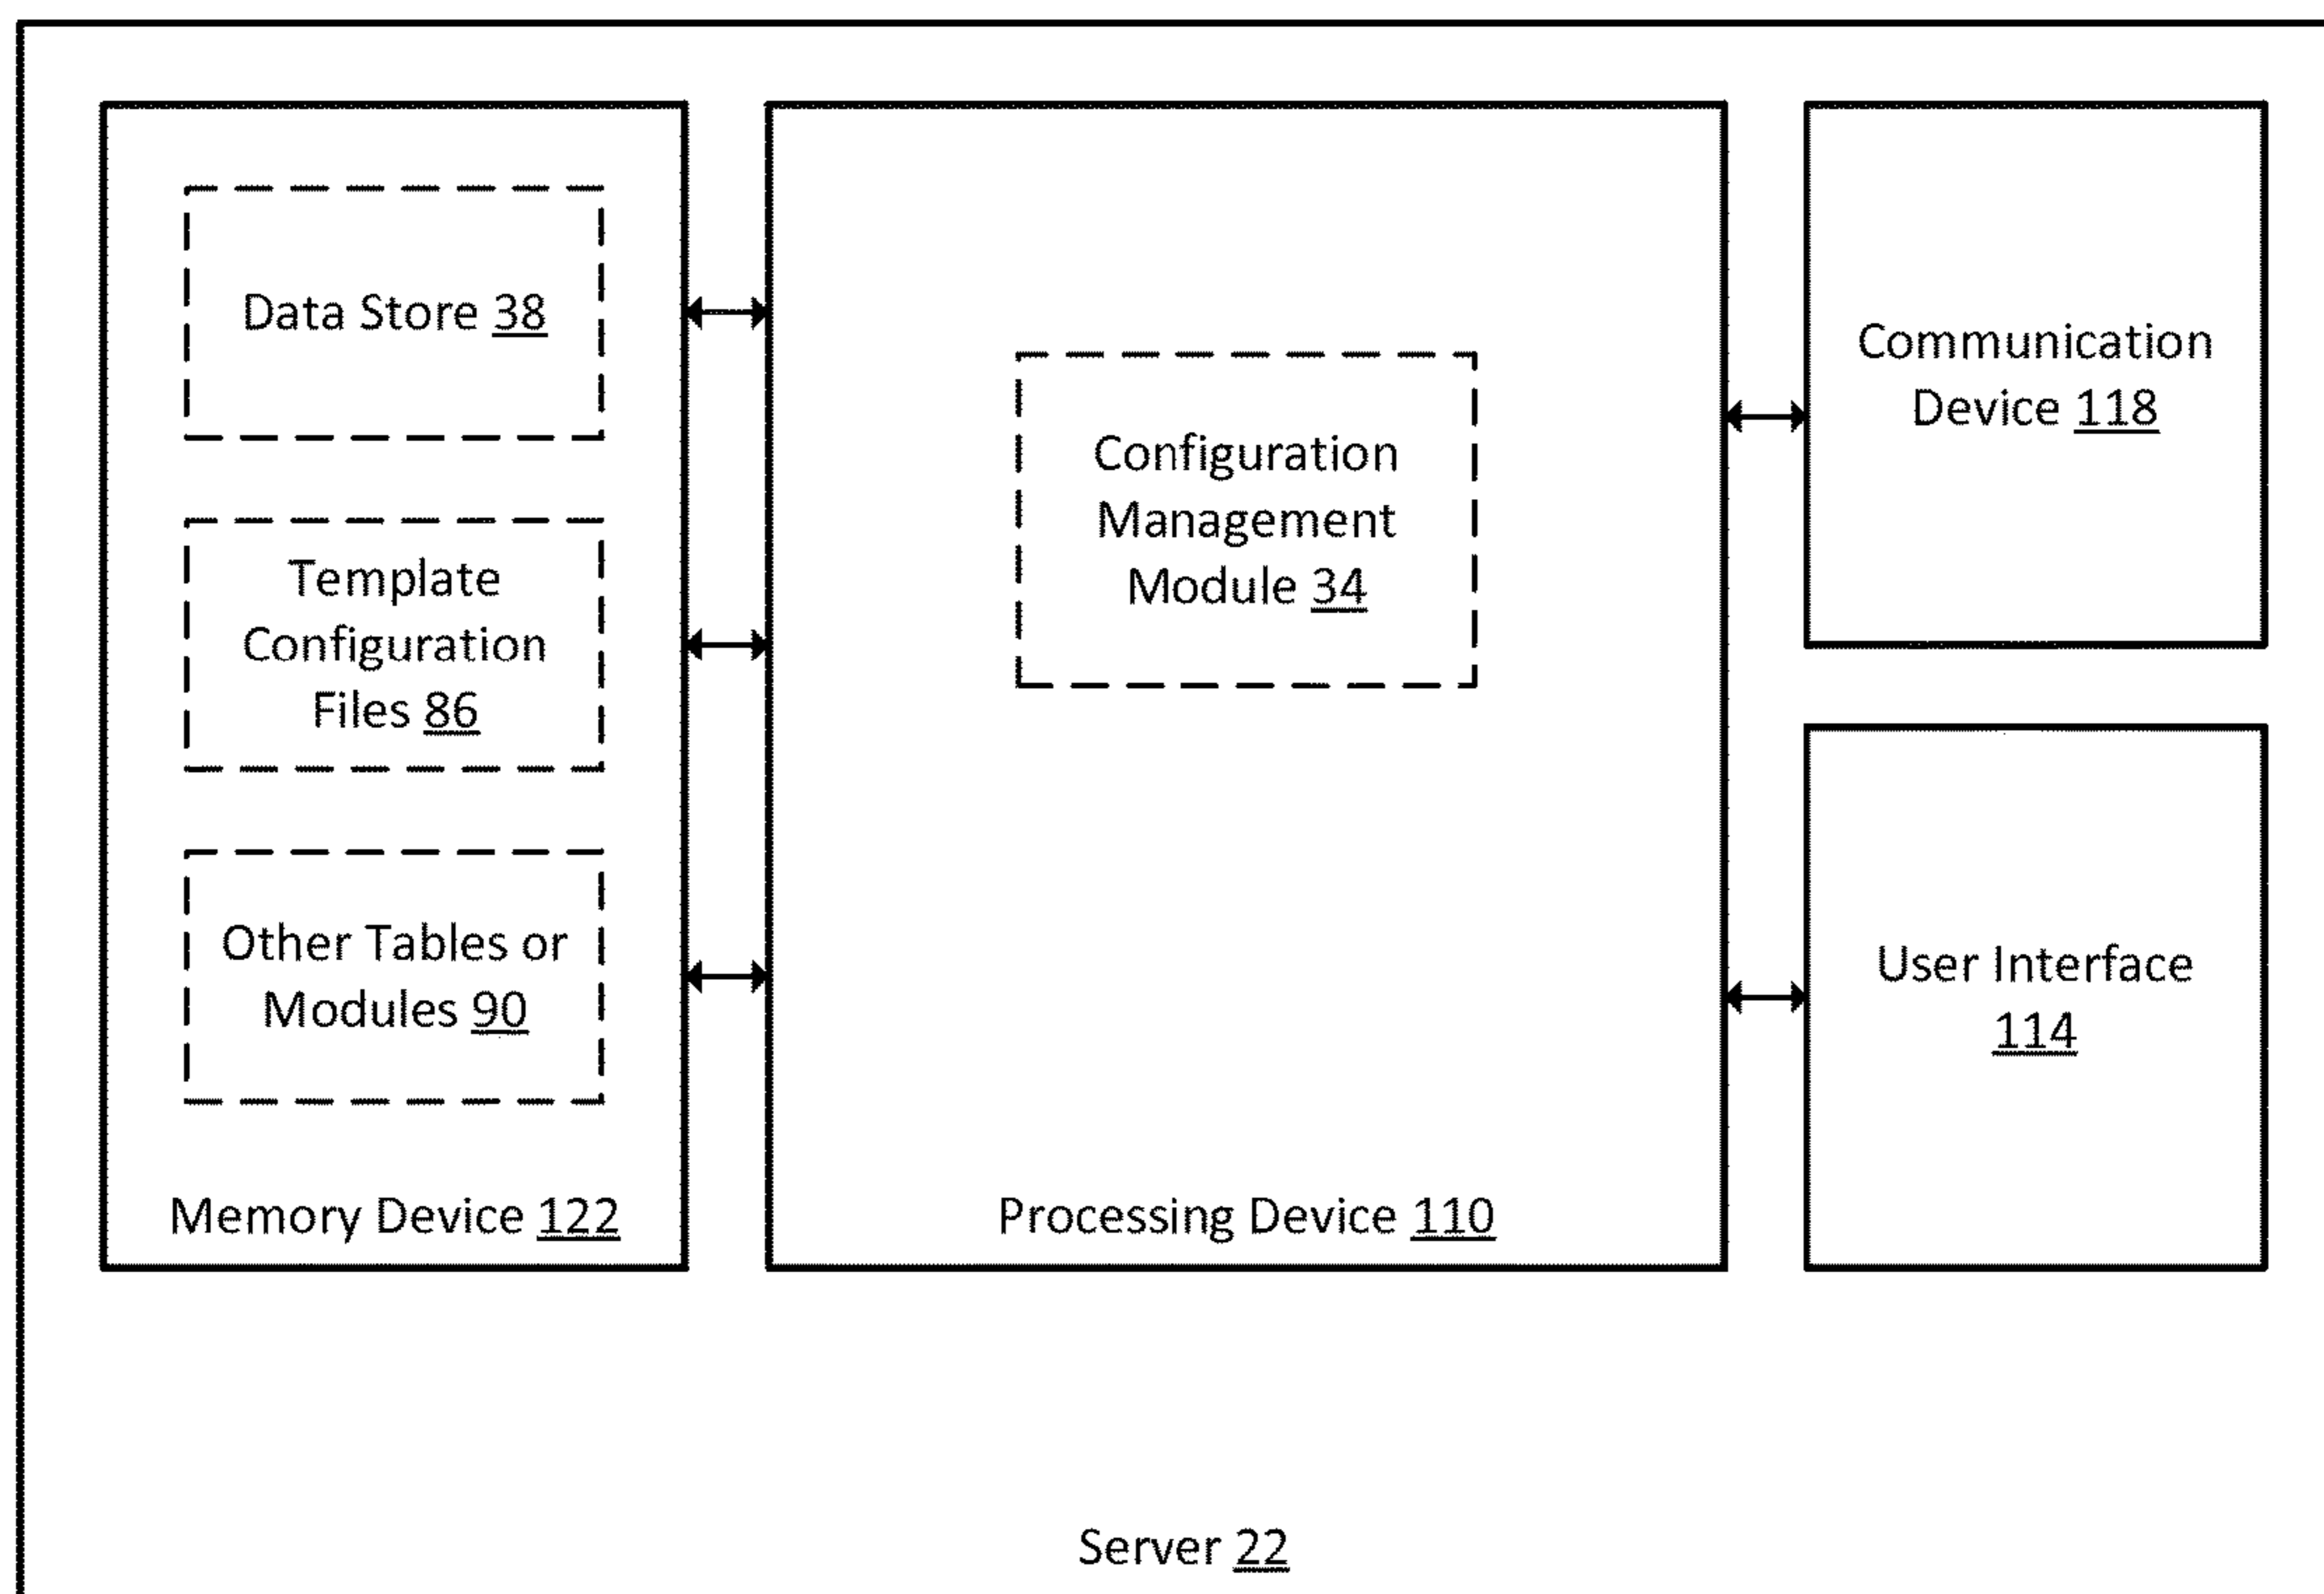 Data Store 38
Template
Configuration
Files 86
Other Tables or
Modules 90
Memory Device 122
Configuration
Management
Module 34
Processing Device 110
Communication
Device 118
User Interface
114
Server 22